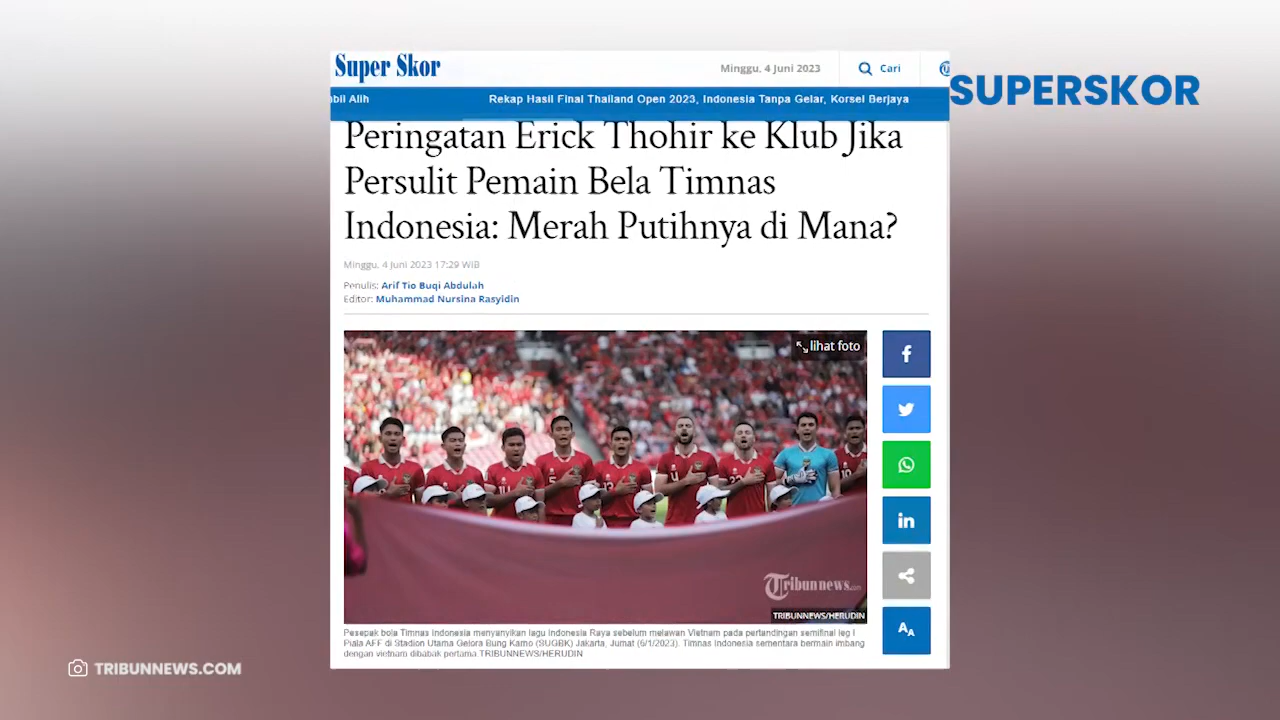 Super Skor
Minggu, 4 Juni 2023
Cari
SUPERSKOR
bil Alih
Rekap Hasil Final Thailand Open 2023, Indonesia Tanpa Gelar, Korsel Berjaya
Peringatan Erick Thohir ke Klub Jika
Persulit Pemain Bela Timnas
Indonesia: Merah Putihnya di Mana?
Minggu, 4 Juni 2023 17:29 WIB
Penulis: Arif Tio Buqi Abdulah
Editor: Muhammad Nursina Rasyidin
lihat foto
Tribunnews.com
TRIBUNNEWS/HERUDIN
Pesepak bola Timnas Indonesia menyanyikan lagu Indonesia Raya sebelum melawan Vietnam pada pertandingan semifinal leg I
Piala AFF di Stadion Utama Gelora Bung Karno (SUGBK) Jakarta, Jumat (6/1/2023). Timnas Indonesia sementara bermain imbang
dengan vietnam dibabak pertama.TRIBUNNEWS/HERUDIN
TRIBUNNEWS.COM